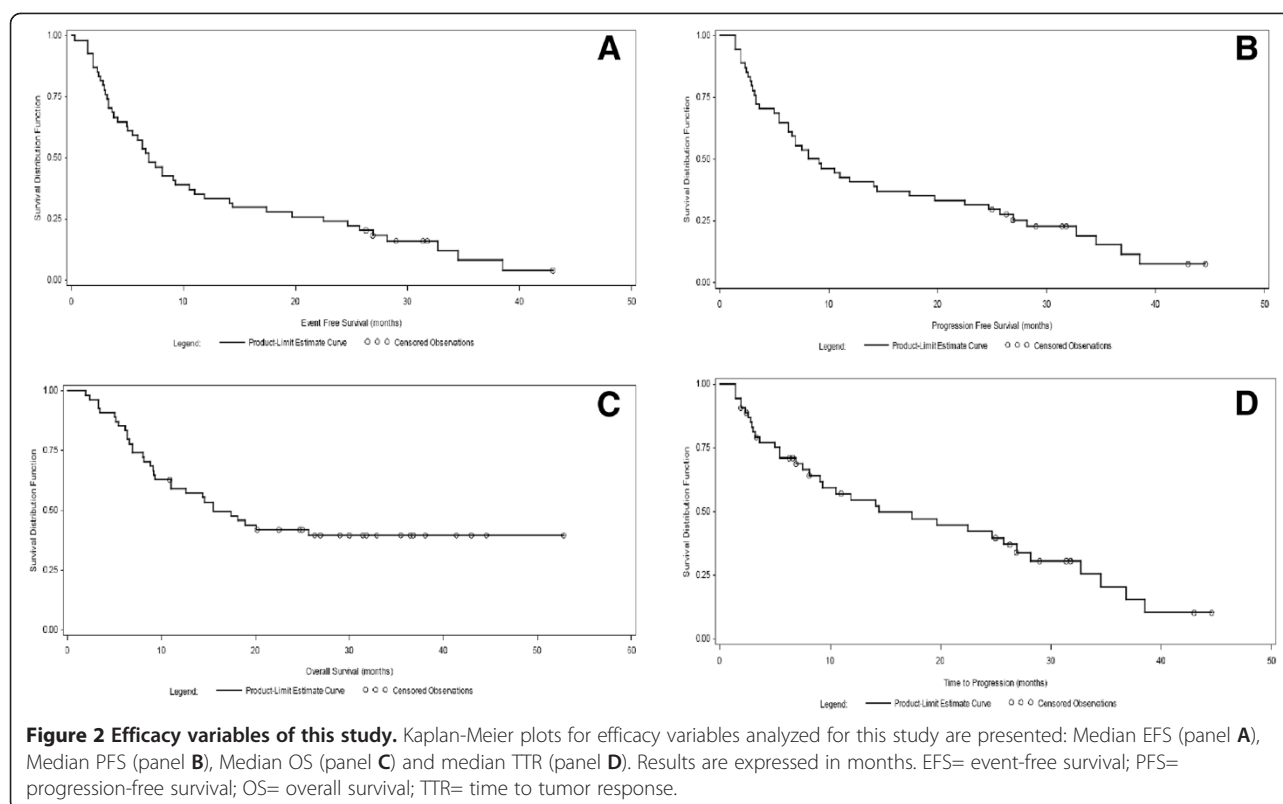 A
1.00
0.75
0.50
0.25
0.00
Survival Distribution Function
0 10 20 30 40 50
Event Free Survival (months)
Legend: Product-Limit Estimate Curve O O O Censored Observations
B
1.00
0.75
0.50
0.25
0.00
Survival Distribution Function
0 10 20 30 40 50
Progression Free Survival (months)
Legend: Product-Limit Estimate Curve O O O Censored Observations
C
1.00
0.75
0.50
0.25
0.00
Survival Distribution Function
0 10 20 30 40 50 60
Overall Survival (months)
Legend: Product-Limit Estimate Curve O O O Censored Observations
D
1.00
0.75
0.50
0.25
0.00
Survival Distribution Function
0 10 20 30 40 50
Time to Progression (months)
Legend: Product-Limit Estimate Curve O O O Censored Observations
Figure 2 Efficacy variables of this study. Kaplan-Meier plots for efficacy variables analyzed for this study are presented: Median EFS (panel A),
Median PFS (panel B), Median OS (panel C) and median TTR (panel D). Results are expressed in months. EFS= event-free survival; PFS=
progression-free survival; OS= overall survival; TTR= time to tumor response.